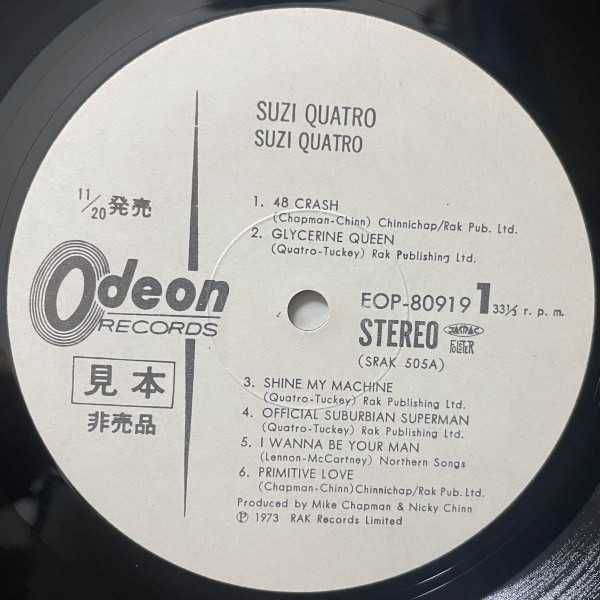 SUZI QUATRO
SUZI QUATRO
11/20 発売
1. 48 CRASH
(Chapman-Chinn) Chinnichap/Rak Pub. Ltd.
2. GLYCERINE QUEEN
(Quatro-Tuckey) Rak Publishing Ltd.
Odeon
RECORDS
EOP-80919 1 33⅓ r. p. m.
STEREO JASRAC
(SRAK 505A)
見本
非売品
3. SHINE MY MACHINE
(Quatro-Tuckey) Rak Publishing Ltd.
4. OFFICIAL SUBURBIAN SUPERMAN
(Quatro-Tuckey) Rak Publishing Ltd.
5. I WANNA BE YOUR MAN
(Lennon-McCartney) Northern Songs
6. PRIMITIVE LOVE
(Chapman-Chinn)Chinnichap/Rak Pub. Ltd.
Produced by Mike Chapman & Nicky Chinn
Ⓟ 1973 RAK Records Limited